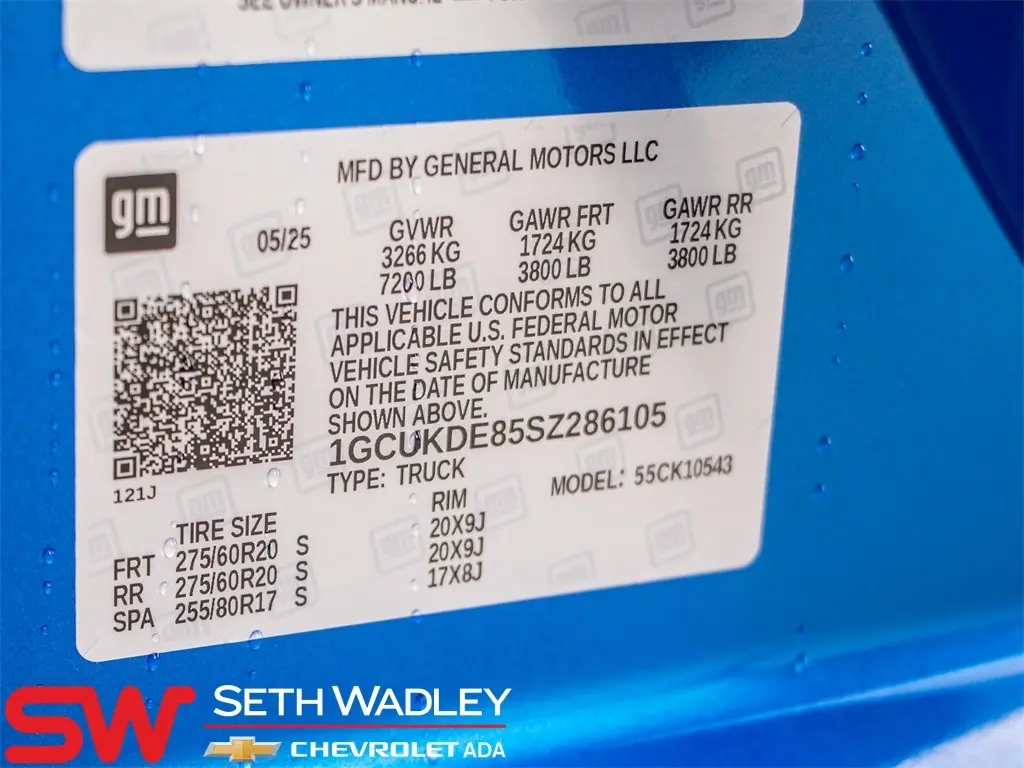 SEE OWNER'S MANUAL
gm
MFD BY GENERAL MOTORS LLC
05/25
GVWR GAWR FRT GAWR RR
3266 KG 1724 KG 1724 KG
7200 LB 3800 LB 3800 LB
THIS VEHICLE CONFORMS TO ALL
APPLICABLE U.S. FEDERAL MOTOR
VEHICLE SAFETY STANDARDS IN EFFECT
ON THE DATE OF MANUFACTURE
SHOWN ABOVE.
1GCUKDE85SZ286105
TYPE: TRUCK MODEL: 55CK10543
121J
TIRE SIZE RIM
FRT 275/60R20 S 20X9J
RR 275/60R20 S 20X9J
SPA 255/80R17 S 17X8J
SW SETH WADLEY
CHEVROLET ADA